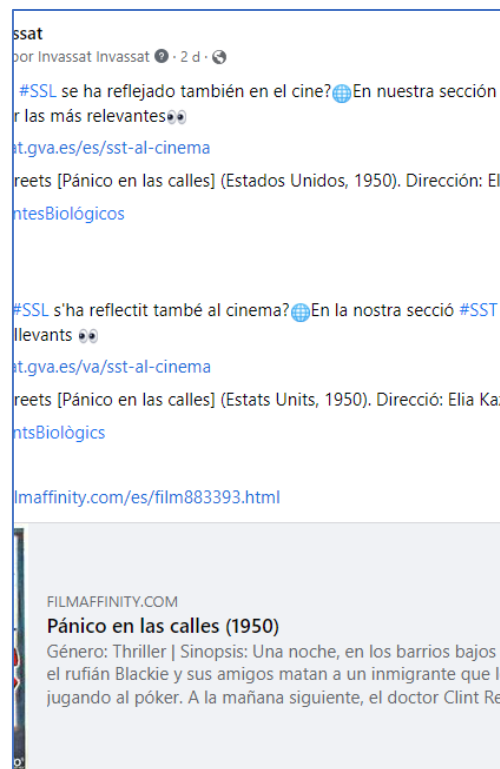 ssat
por Invassat Invassat · 2 d ·
#SSL se ha reflejado también en el cine?🌐En nuestra sección
r las más relevantes👀
at.gva.es/es/sst-al-cinema
reets [Pánico en las calles] (Estados Unidos, 1950). Dirección: El
ntesBiológicos
#SSL s'ha reflectit també al cinema?🌐En la nostra secció #SST
llevants 👀
at.gva.es/va/sst-al-cinema
reets [Pánico en las calles] (Estats Units, 1950). Direcció: Elia Ka
ntsBiològics
lmaffinity.com/es/film883393.html
FILMAFFINITY.COM
Pánico en las calles (1950)
Género: Thriller | Sinopsis: Una noche, en los barrios bajos
el rufián Blackie y sus amigos matan a un inmigrante que l
jugando al póker. A la mañana siguiente, el doctor Clint Re